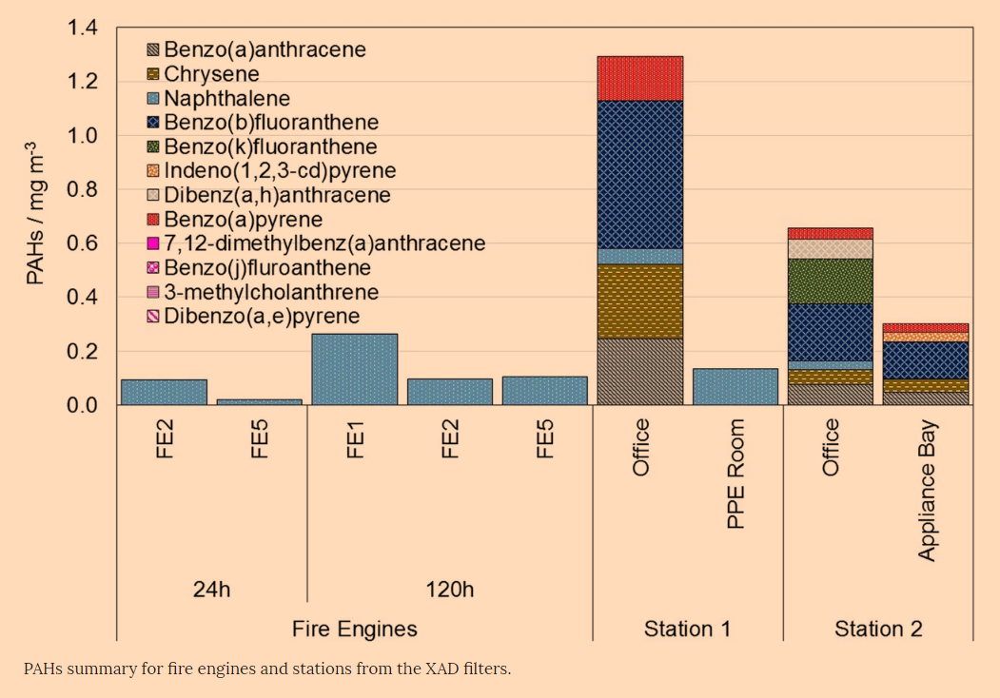 1.4
1.2
1.0
0.8
0.6
0.4
0.2
0.0
PAHs / mg m⁻³
Benzo(a)anthracene
Chrysene
Naphthalene
Benzo(b)fluoranthene
Benzo(k)fluoranthene
Indeno(1,2,3-cd)pyrene
Dibenz(a,h)anthracene
Benzo(a)pyrene
7,12-dimethylbenz(a)anthracene
Benzo(j)fluroanthene
3-methylcholanthrene
Dibenzo(a,e)pyrene
FE2
FE5
FE1
FE2
FE5
Office
PPE Room
Office
Appliance Bay
24h
120h
Fire Engines
Station 1
Station 2
PAHs summary for fire engines and stations from the XAD filters.